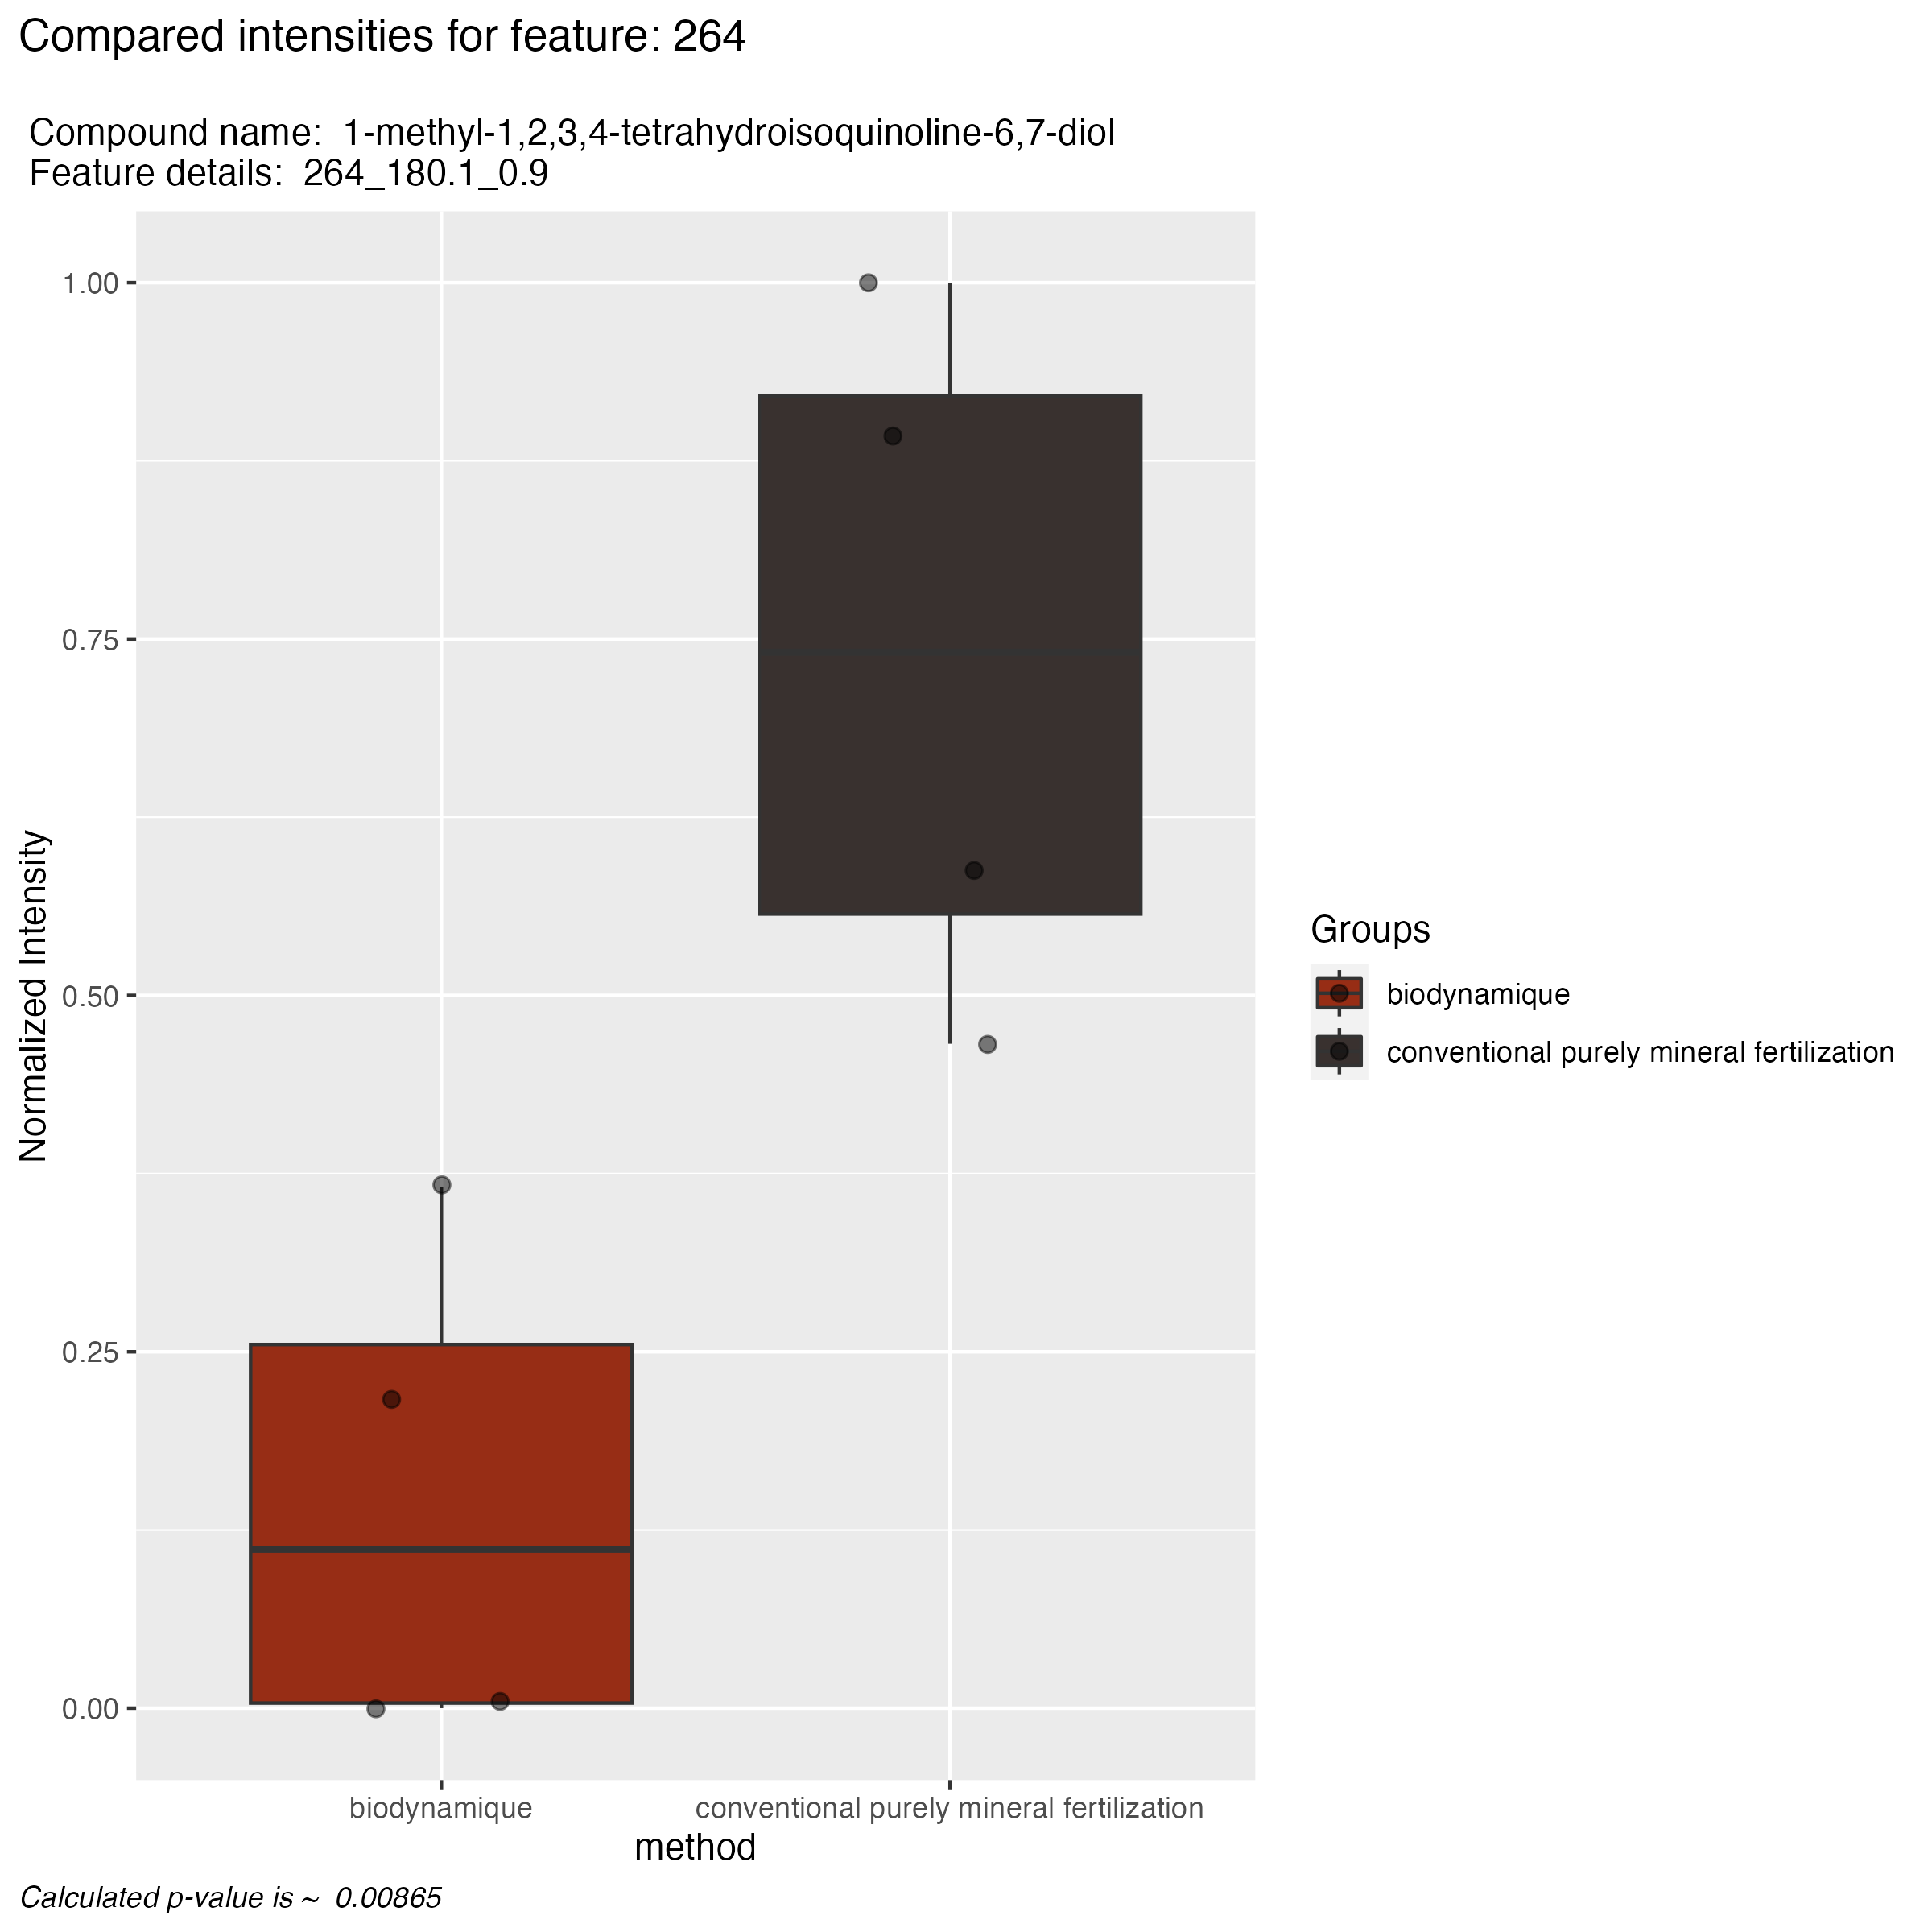 Compared intensities for feature: 264
Compound name:  1-methyl-1,2,3,4-tetrahydroisoquinoline-6,7-diol
Feature details:  264_180.1_0.9
Normalized Intensity
1.00
0.75
0.50
0.25
0.00
biodynamique
conventional purely mineral fertilization
method
Groups
biodynamique
conventional purely mineral fertilization
Calculated p-value is ~  0.00865